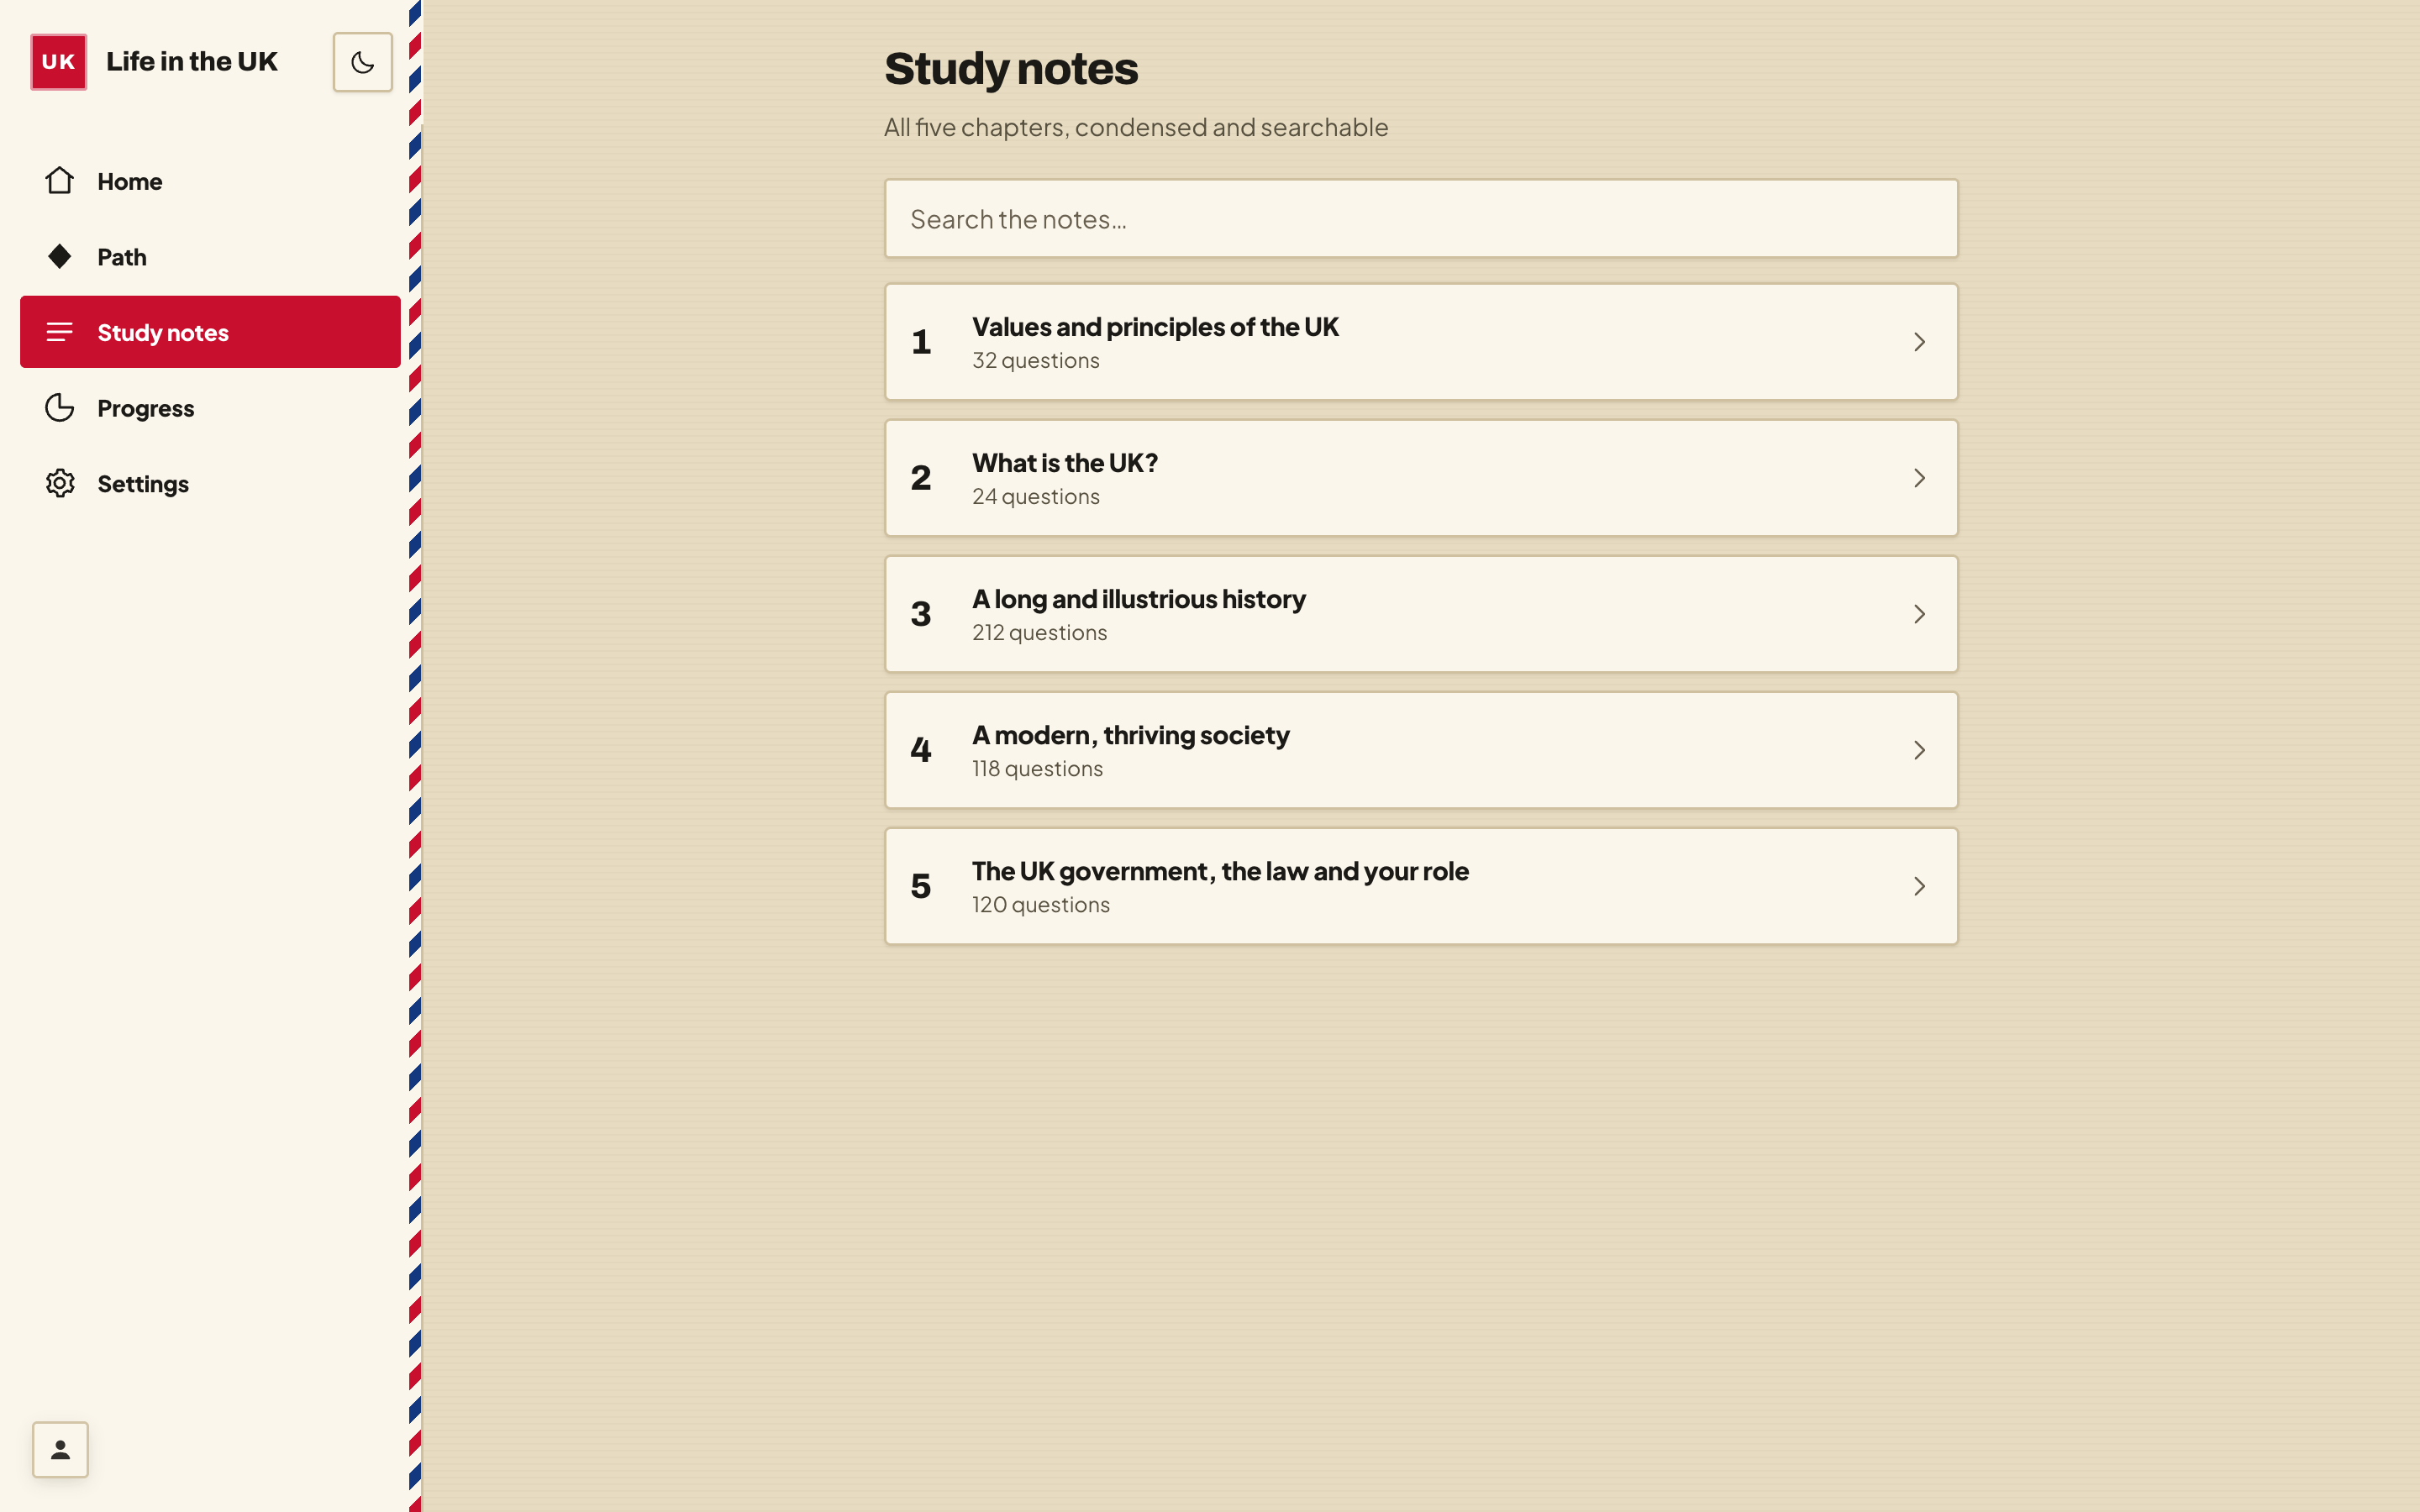 UK
Life in the UK
Home
Path
Study notes
Progress
Settings
Study notes
All five chapters, condensed and searchable
Search the notes…
1
Values and principles of the UK
32 questions
2
What is the UK?
24 questions
3
A long and illustrious history
212 questions
4
A modern, thriving society
118 questions
5
The UK government, the law and your role
120 questions